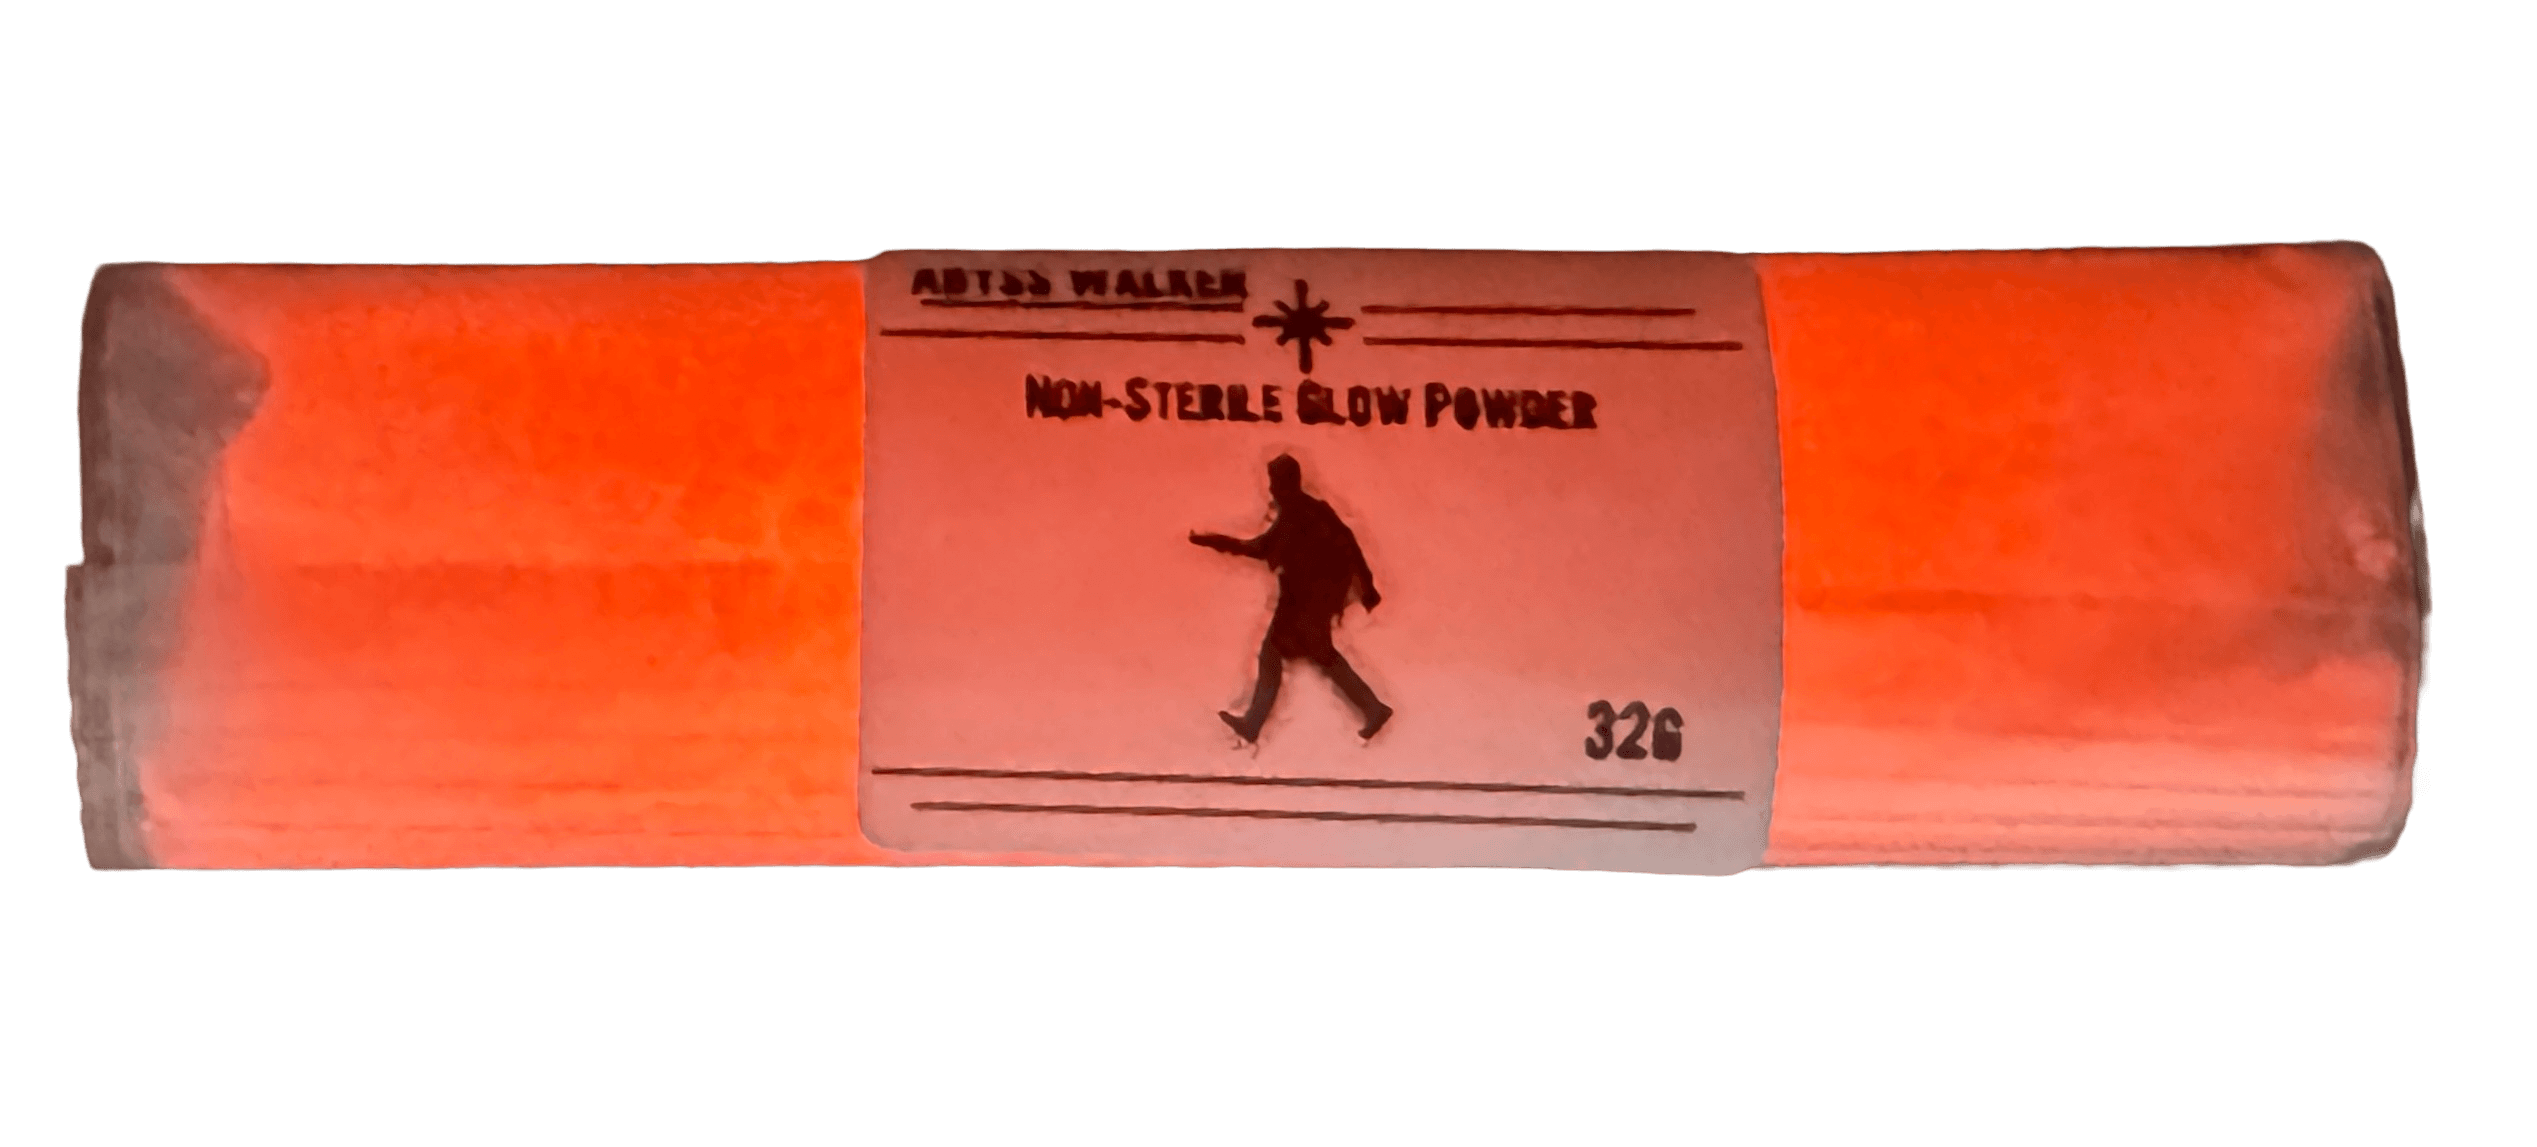 ABYSS WALKER
NON-STERILE GLOW POWDER
32G